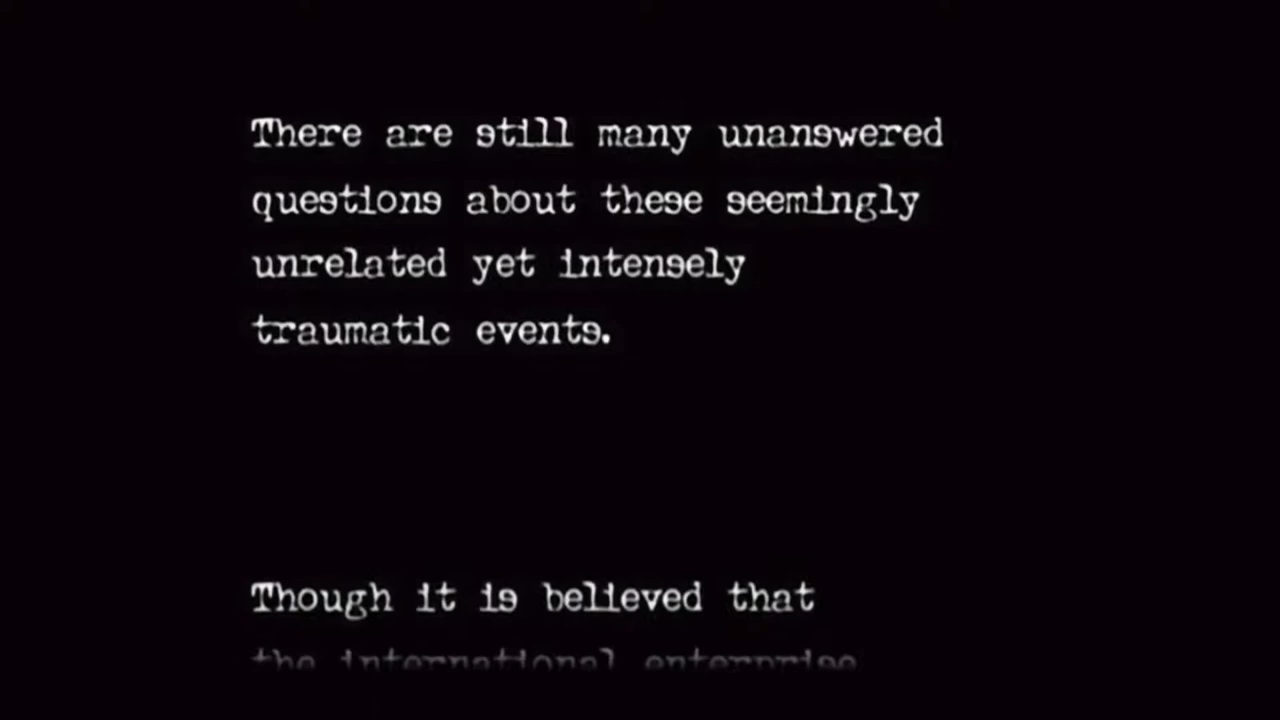 There are still many unanswered
questions about these seemingly
unrelated yet intensely
traumatic events.
Though it is believed that
the international enterprise